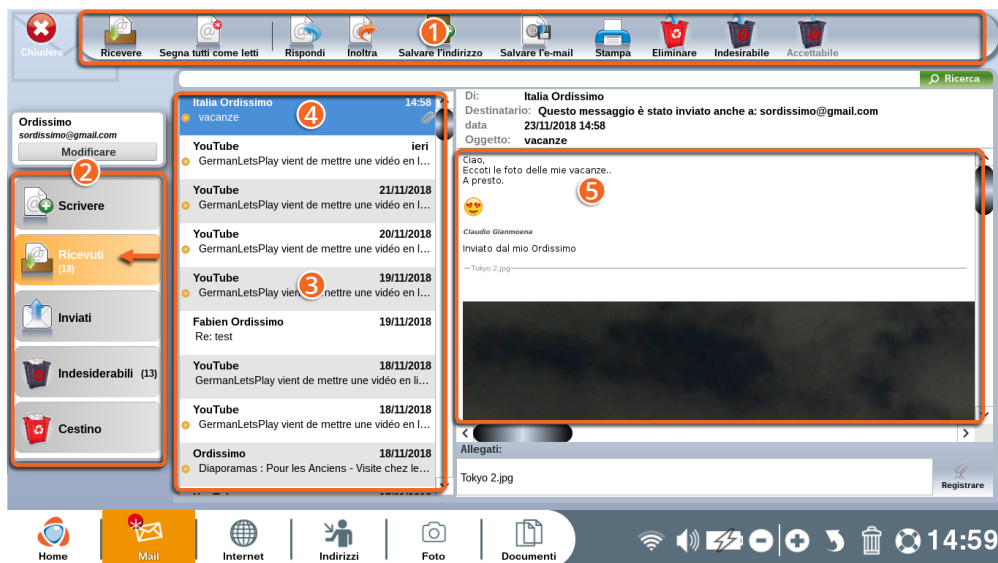 Chiudere
Ricevere
Segna tutti come letti
Rispondi
Inoltra
Salvare l'indirizzo
Salvare l'e-mail
Stampa
Eliminare
Indesirabile
Accettabile
1
Ricerca
Ordissimo
sordissimo@gmail.com
Modificare
2
Scrivere
Ricevuti
(18)
Inviati
Indesiderabili (13)
Cestino
Italia Ordissimo 14:58
vacanze
4
YouTube ieri
GermanLetsPlay vient de mettre une vidéo en l...
YouTube 21/11/2018
GermanLetsPlay vient de mettre une vidéo en l...
YouTube 20/11/2018
GermanLetsPlay vient de mettre une vidéo en l...
YouTube 19/11/2018
GermanLetsPlay vien mettre une vidéo en l...
3
Fabien Ordissimo 19/11/2018
Re: test
YouTube 18/11/2018
GermanLetsPlay vient de mettre une vidéo en li...
YouTube 18/11/2018
GermanLetsPlay vient de mettre une vidéo en l...
Ordissimo 18/11/2018
Diaporamas : Pour les Anciens - Visite chez le...
Di: Italia Ordissimo
Destinatario: Questo messaggio è stato inviato anche a: sordissimo@gmail.com
data 23/11/2018 14:58
Oggetto: vacanze
Ciao,
Eccoti le foto delle mie vacanze..
A presto.
5
Claudio Gianmoena
Inviato dal mio Ordissimo
Tokyo 2.jpg
Allegati:
Tokyo 2.jpg
Registrare
Home
Mail
Internet
Indirizzi
Foto
Documenti
14:59